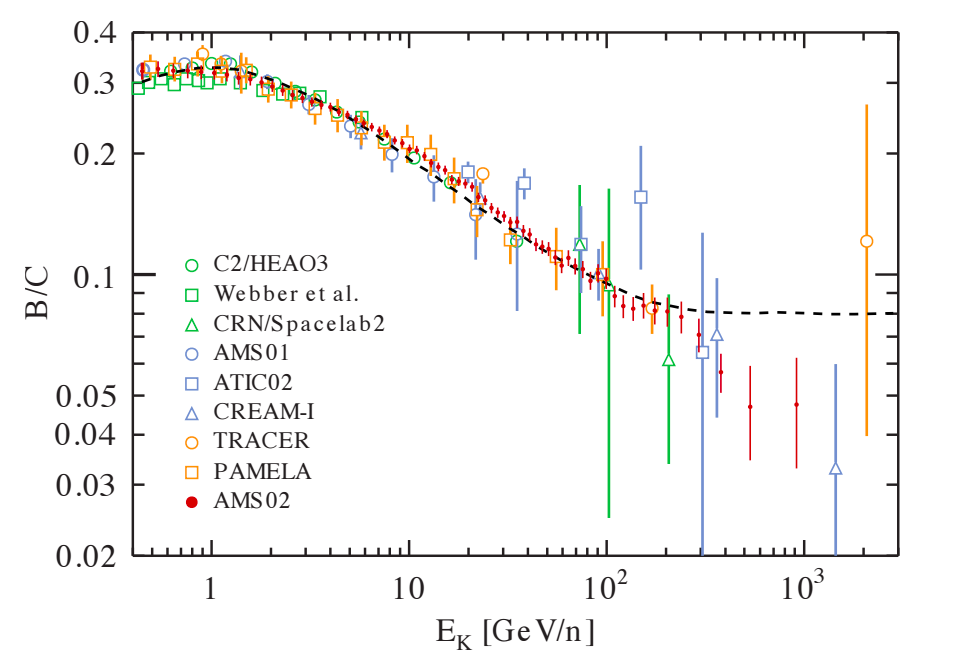 0.4
0.3
0.2
0.1
0.05
0.04
0.03
0.02
B/C
C2/HEAO3
Webber et al.
CRN/Spacelab2
AMS01
ATIC02
CREAM-I
TRACER
PAMELA
AMS02
1 10 10² 10³
E_K [GeV/n]